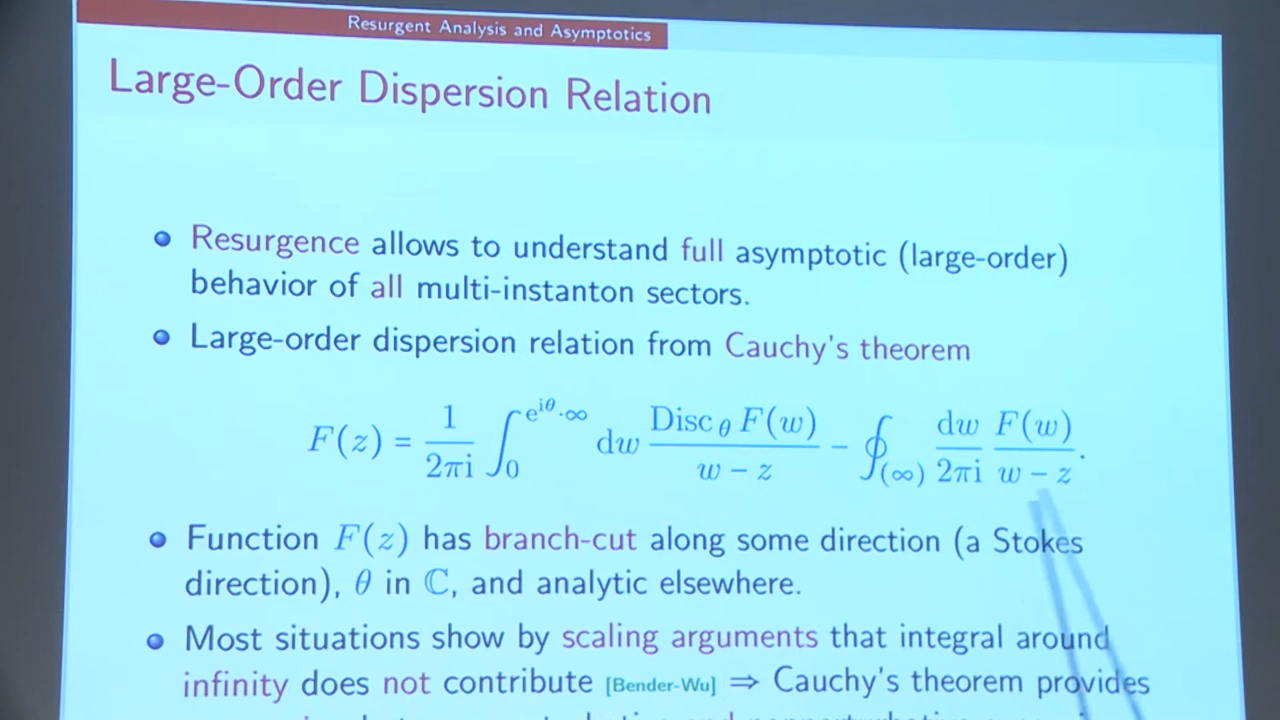 Resurgent Analysis and Asymptotics
Large-Order Dispersion Relation
Resurgence allows to understand full asymptotic (large-order)
behavior of all multi-instanton sectors.
Large-order dispersion relation from Cauchy's theorem
F(z) = 1/2πi ∫_0^{e^{iθ}·∞} dw Disc_θ F(w)/w − z − ∮_(∞) dw/2πi F(w)/w − z.
Function F(z) has branch-cut along some direction (a Stokes
direction), θ in ℂ, and analytic elsewhere.
Most situations show by scaling arguments that integral around
infinity does not contribute [Bender-Wu] ⇒ Cauchy's theorem provides